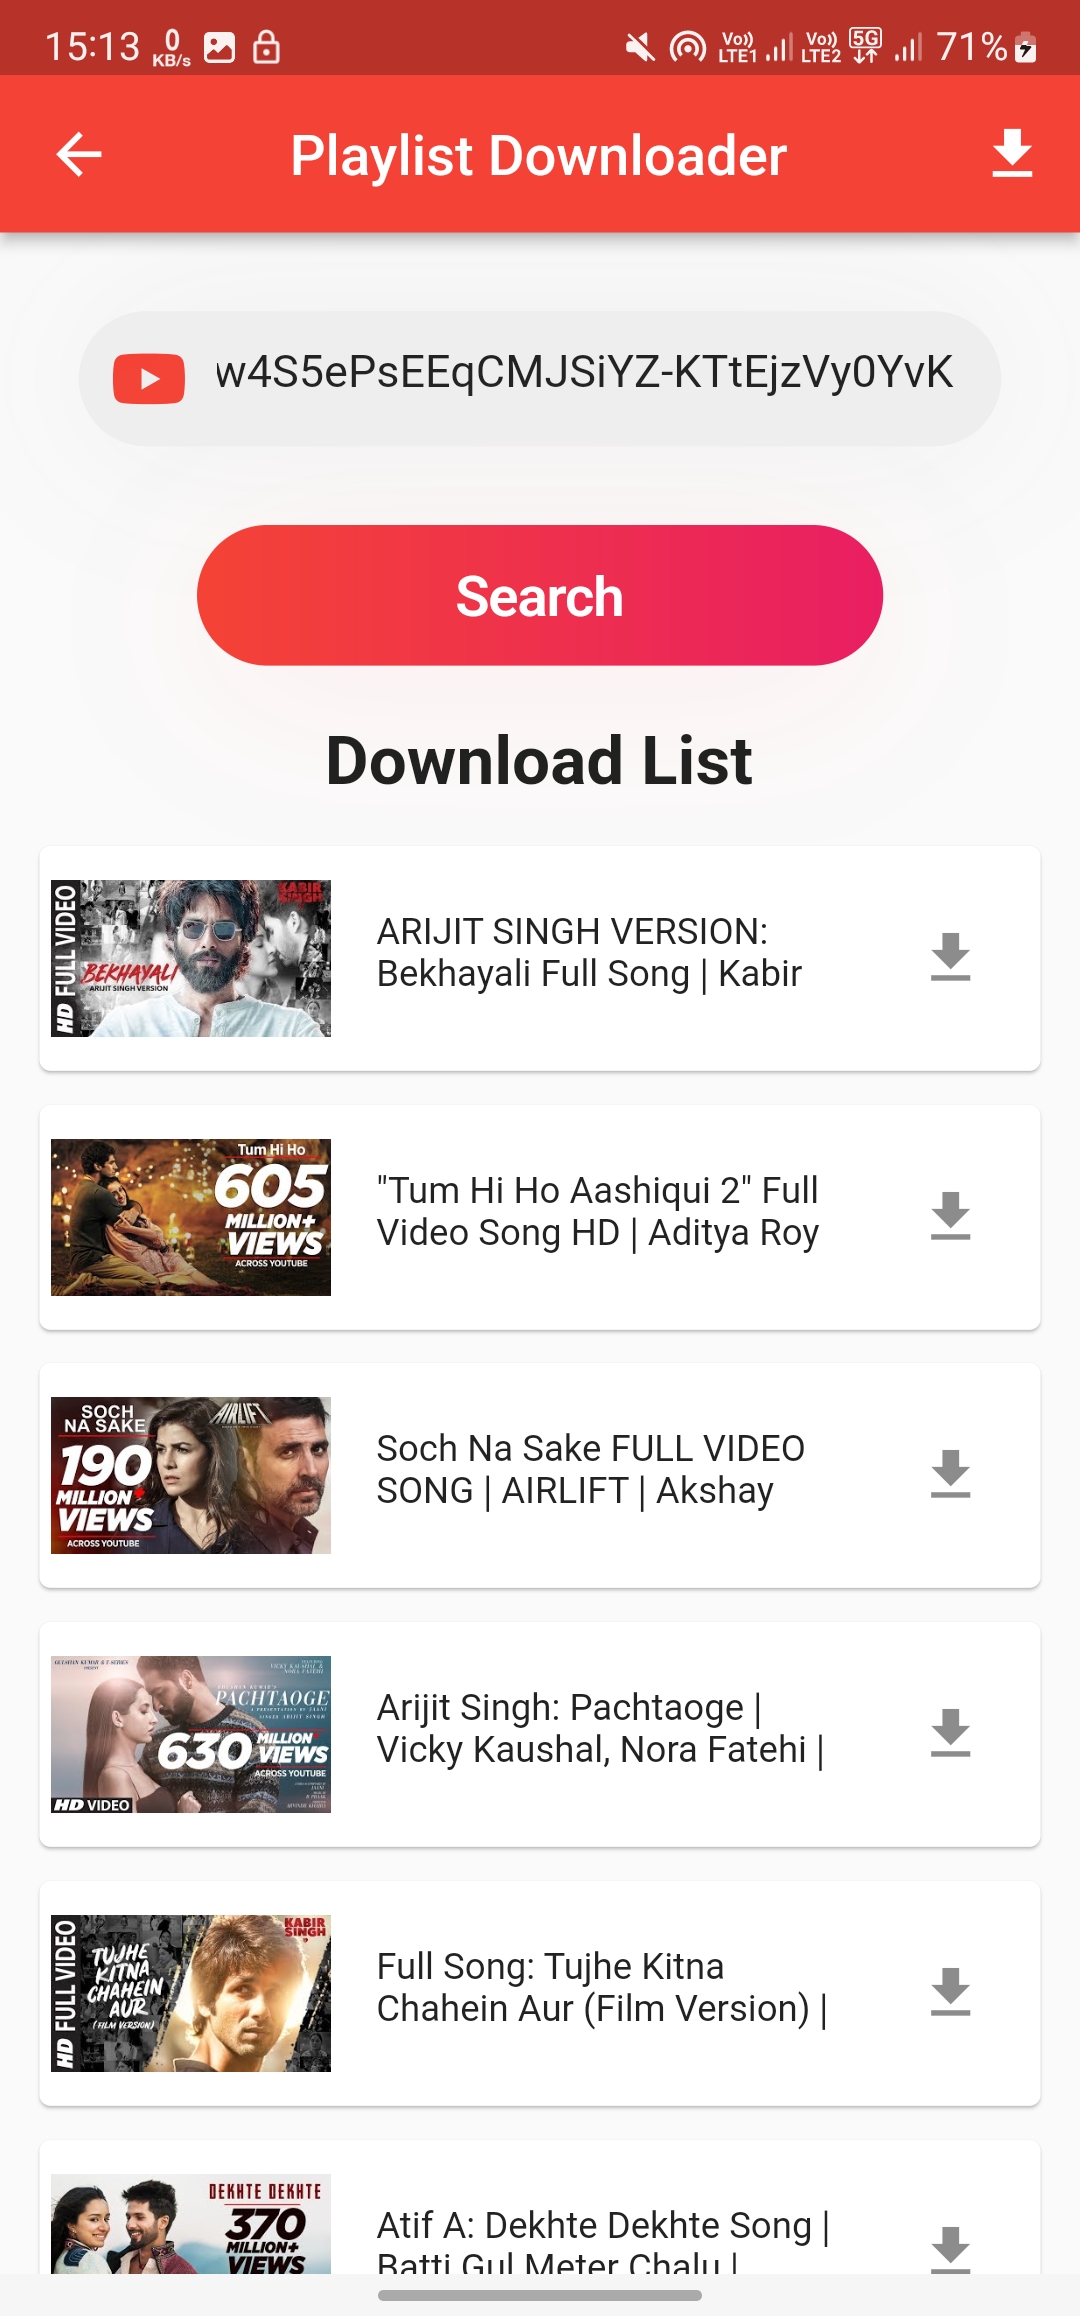 15:13 0 KB/s Vo)) LTE1 Vo)) LTE2 5G 71%
Playlist Downloader
w4S5ePsEEqCMJSiYZ-KTtEjzVy0YvK
Search
Download List
HD FULL VIDEO
KABIR
SINGH
BEKHAYALI
ARIJIT SINGH VERSION
ARIJIT SINGH VERSION:
Bekhayali Full Song | Kabir
Tum Hi Ho
605
MILLION+
VIEWS
ACROSS YOUTUBE
"Tum Hi Ho Aashiqui 2" Full
Video Song HD | Aditya Roy
SOCH
NA SAKE
AIRLIFT
190
MILLION+
VIEWS
ACROSS YOUTUBE
Soch Na Sake FULL VIDEO
SONG | AIRLIFT | Akshay
PACHTAOGE
630 MILLION+
VIEWS
ACROSS YOUTUBE
HD VIDEO
Arijit Singh: Pachtaoge |
Vicky Kaushal, Nora Fatehi |
HD FULL VIDEO
KABIR
SINGH
TUJHE
KITNA
CHAHEIN
AUR
(FILM VERSION)
Full Song: Tujhe Kitna
Chahein Aur (Film Version) |
DEKHTE DEKHTE
370
MILLION+
VIEWS
Atif A: Dekhte Dekhte Song |
Batti Gul Meter Chalu |